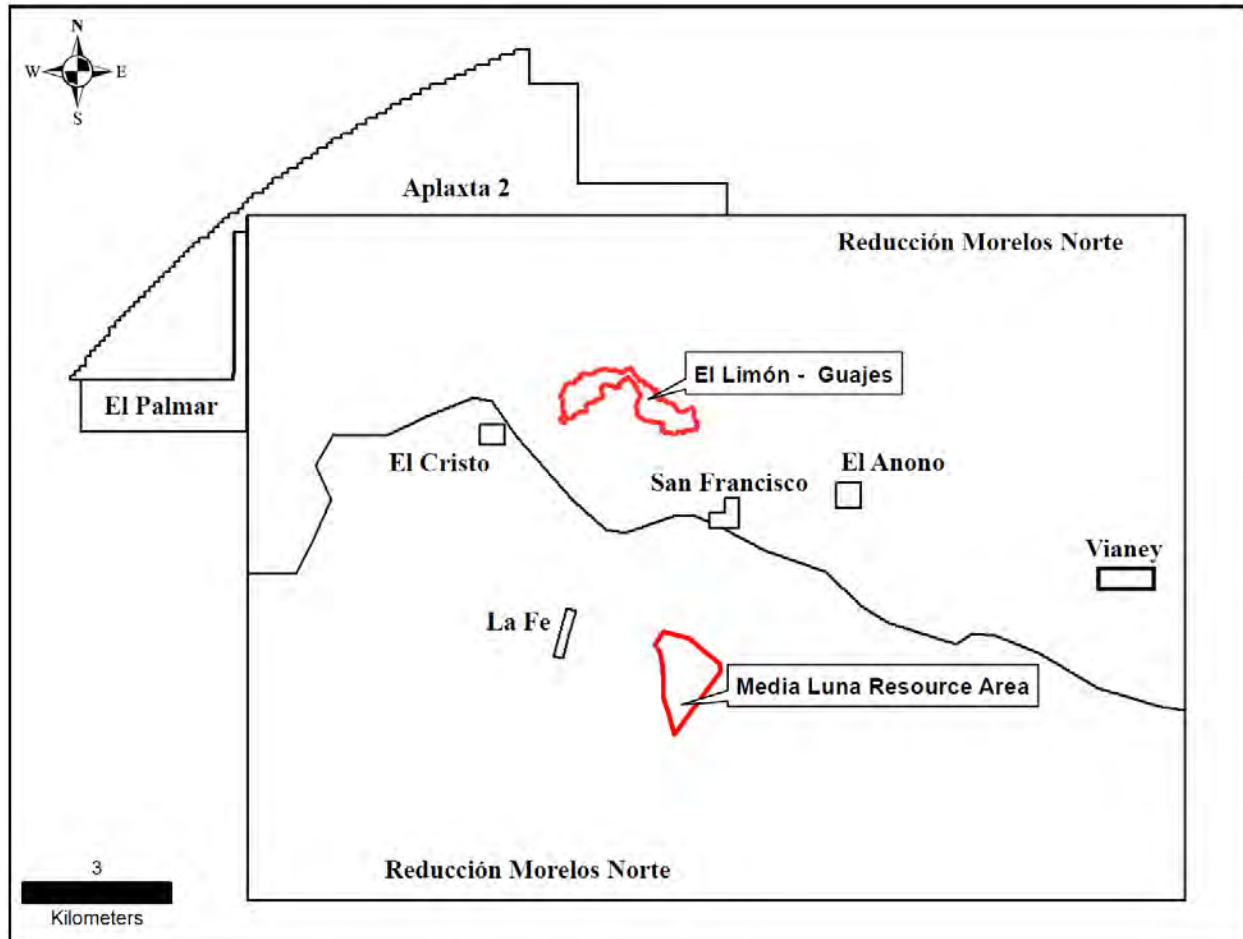 N
W E
S
Aplaxta 2
Reducción Morelos Norte
El Limón - Guajes
El Palmar
El Cristo
El Anono
San Francisco
Vianey
La Fe
Media Luna Resource Area
Reducción Morelos Norte
3
Kilometers